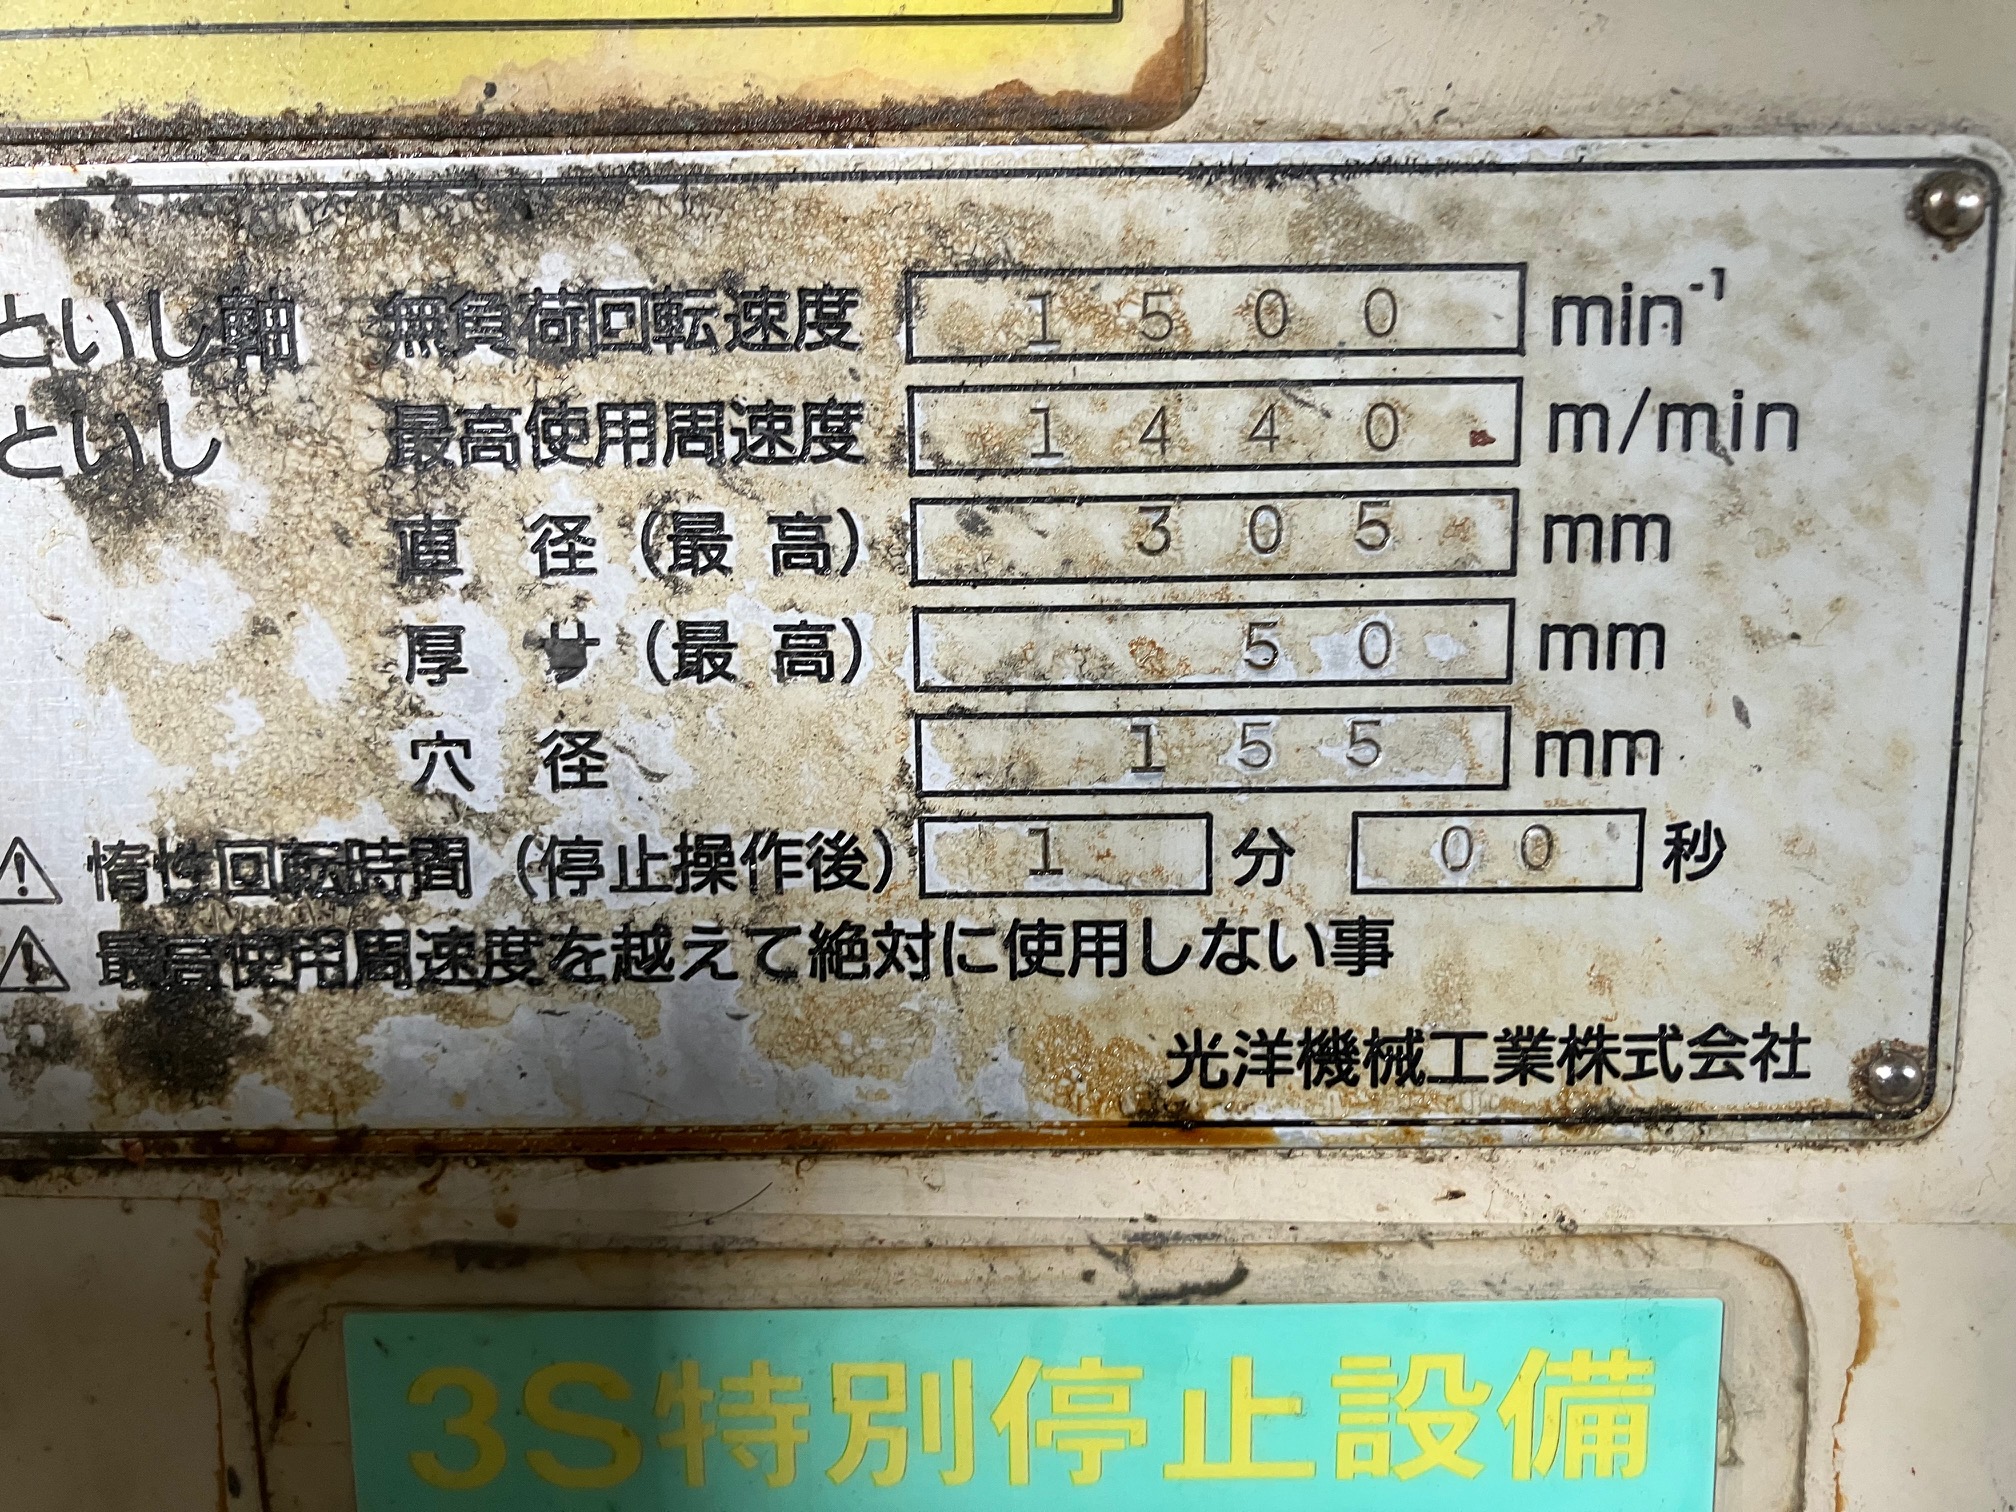 といし軸 無負荷回転速度 1500 min⁻¹
といし 最高使用周速度 1440 m/min
直径(最高) 305 mm
厚サ(最高) 50 mm
穴径 155 mm
⚠ 惰性回転時間(停止操作後) 1 分 00 秒
⚠ 最高使用周速度を越えて絶対に使用しない事
光洋機械工業株式会社
3S特別停止設備